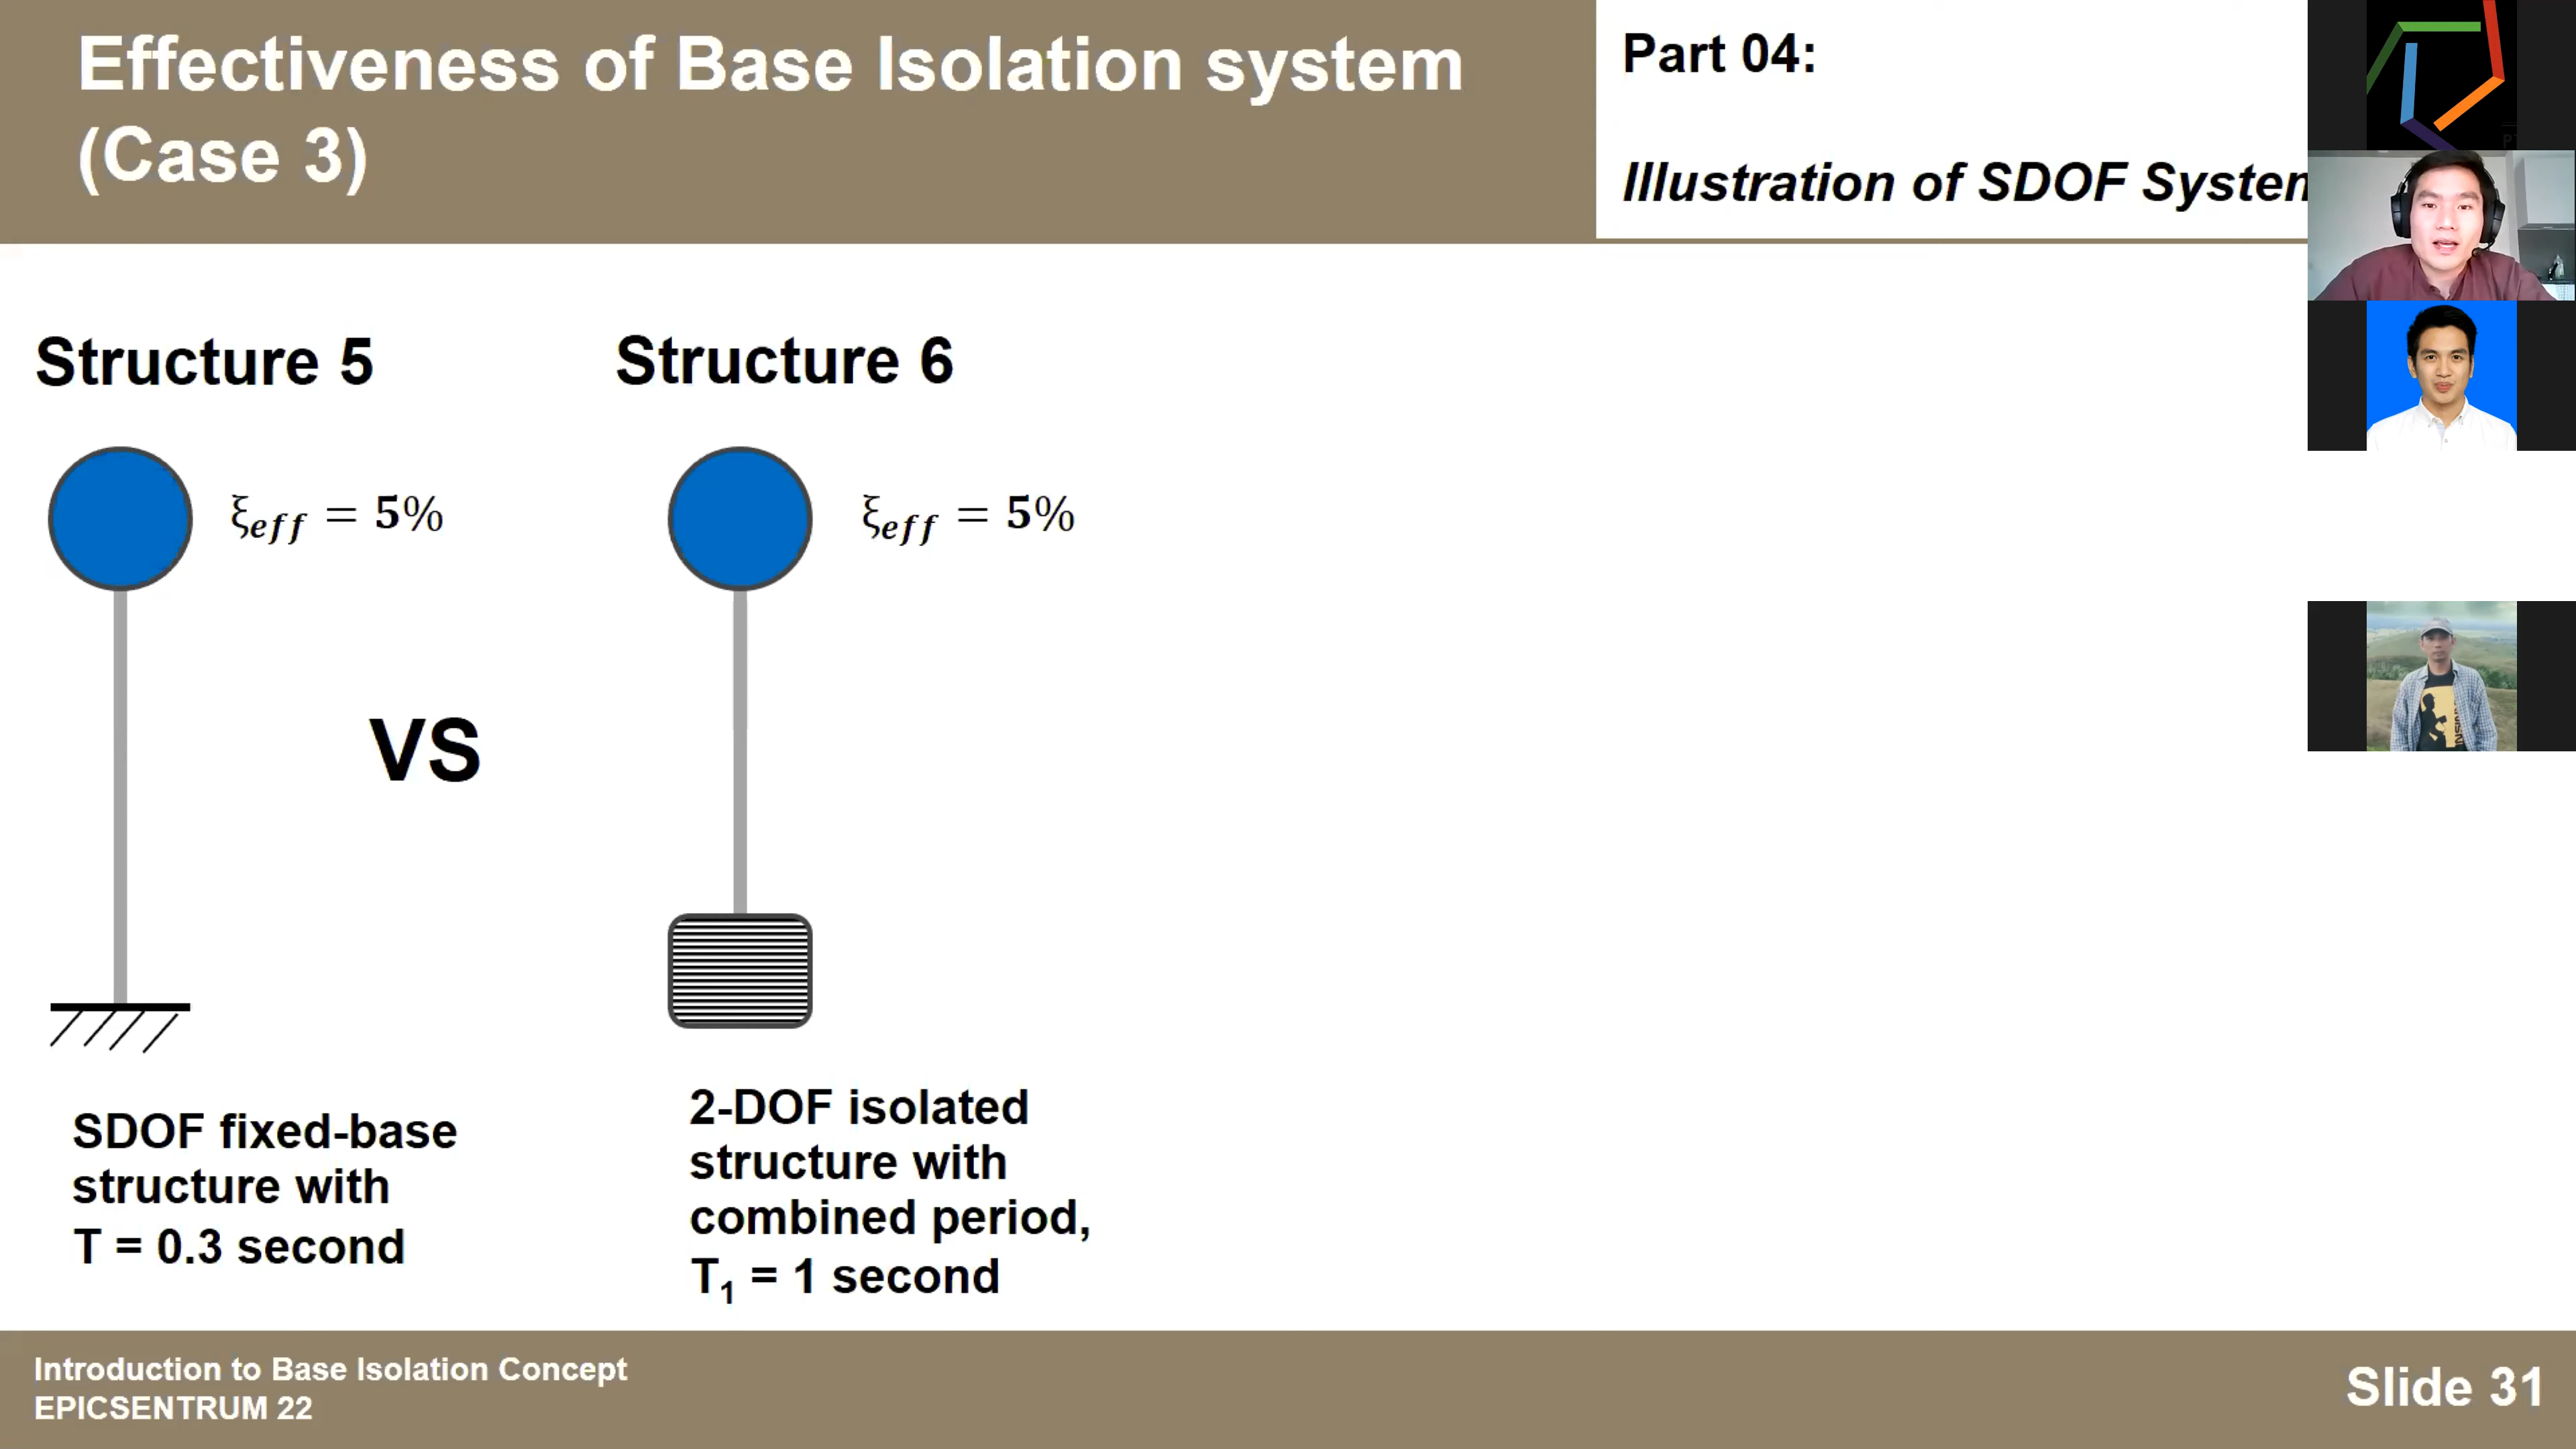 Effectiveness of Base Isolation system
(Case 3)
Part 04:
Illustration of SDOF System
Structure 5
Structure 6
ξeff = 5%
ξeff = 5%
VS
SDOF fixed-base
structure with
T = 0.3 second
2-DOF isolated
structure with
combined period,
T₁ = 1 second
Introduction to Base Isolation Concept
EPICSENTRUM 22
Slide 31